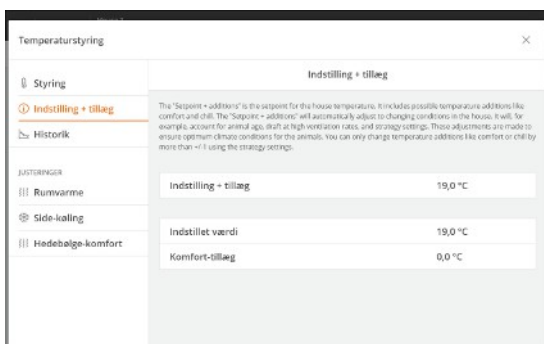 Temperaturstyring
Styring
Indstilling + tillæg
Historik
JUSTERINGER
Rumvarme
Side-køling
Hedebølge-komfort
Indstilling + tillæg
The "Setpoint + additions" is the setpoint for the house temperature. It includes possible temperature additions like
comfort and chill. The "Setpoint + additions" will automatically adjust to changing conditions in the house. It will, for
example, account for animal age, draft at high ventilation rates, and strategy settings. These adjustments are made to
ensure optimum climate conditions for the animals. You can only change temperature additions like comfort or chill by
more than +/-1 using the strategy settings.
Indstilling + tillæg 19,0 °C
Indstillet værdi 19,0 °C
Komfort-tillæg 0,0 °C